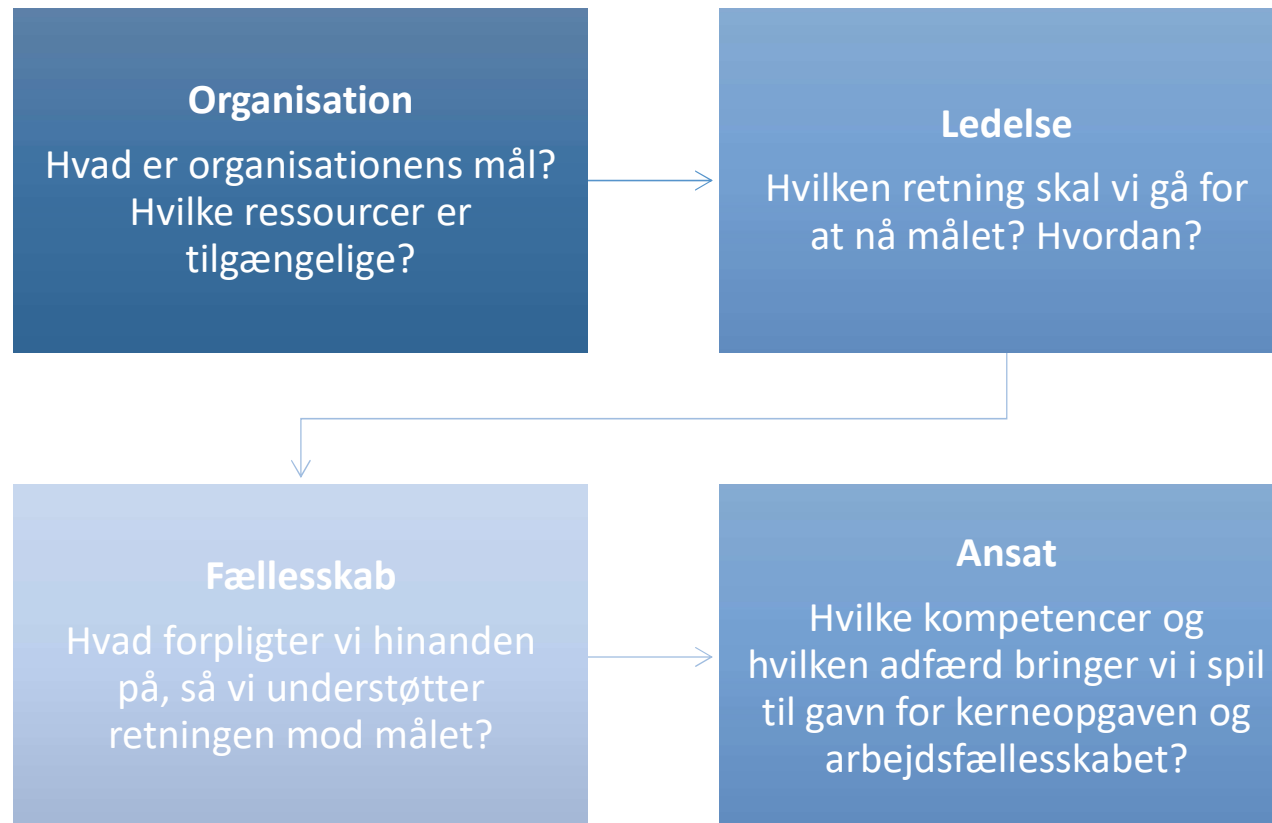 Organisation
Hvad er organisationens mål?
Hvilke ressourcer er
tilgængelige?
Ledelse
Hvilken retning skal vi gå for
at nå målet? Hvordan?
Fællesskab
Hvad forpligter vi hinanden
på, så vi understøtter
retningen mod målet?
Ansat
Hvilke kompetencer og
hvilken adfærd bringer vi i spil
til gavn for kerneopgaven og
arbejdsfællesskabet?